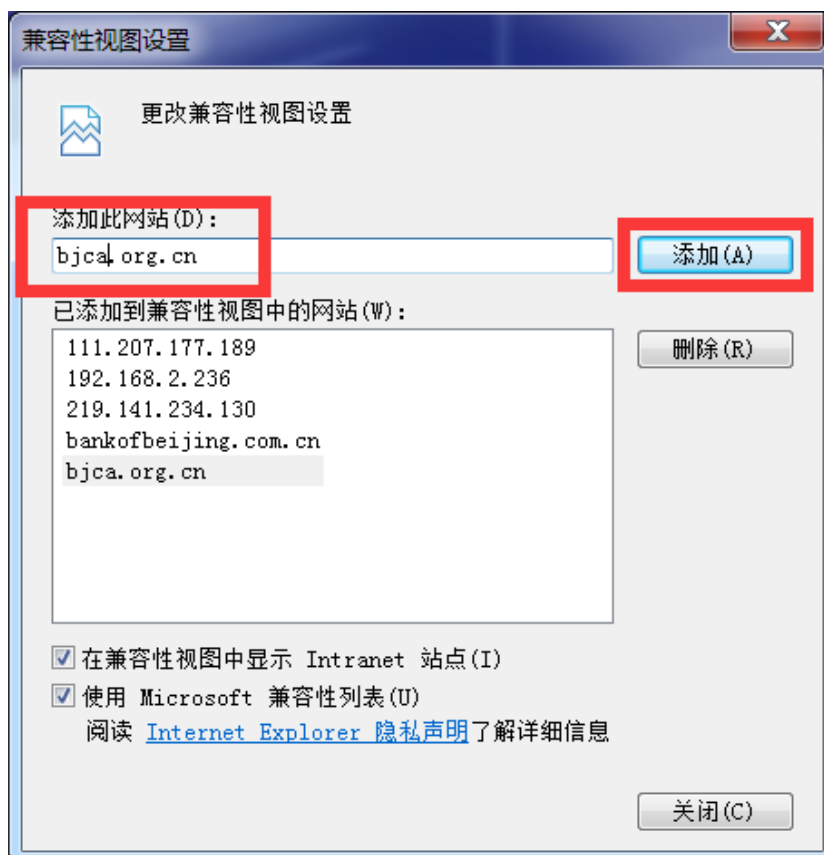 兼容性视图设置
更改兼容性视图设置
添加此网站(D):
bjca.org.cn
添加(A)
已添加到兼容性视图中的网站(W):
111.207.177.189
删除(R)
192.168.2.236
219.141.234.130
bankofbeijing.com.cn
bjca.org.cn
在兼容性视图中显示 Intranet 站点(I)
使用 Microsoft 兼容性列表(U)
阅读 Internet Explorer 隐私声明了解详细信息
关闭(C)